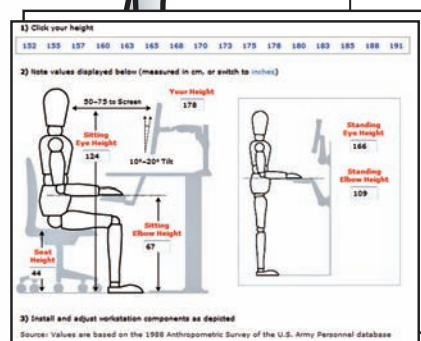 1) Click your height
152 155 157 160 163 165 168 170 173 175 178 180 183 185 188 191
2) Note values displayed below (measured in cm, or switch to inches)
50–75 to Screen
Your Height
178
Sitting
Eye Height
124
10°–20° Tilt
Sitting
Elbow Height
67
Seat
Height
44
Standing
Eye Height
166
Standing
Elbow Height
109
3) Install and adjust workstation components as depicted
Source: Values are based on the 1988 Anthropometric Survey of the U.S. Army Personnel database